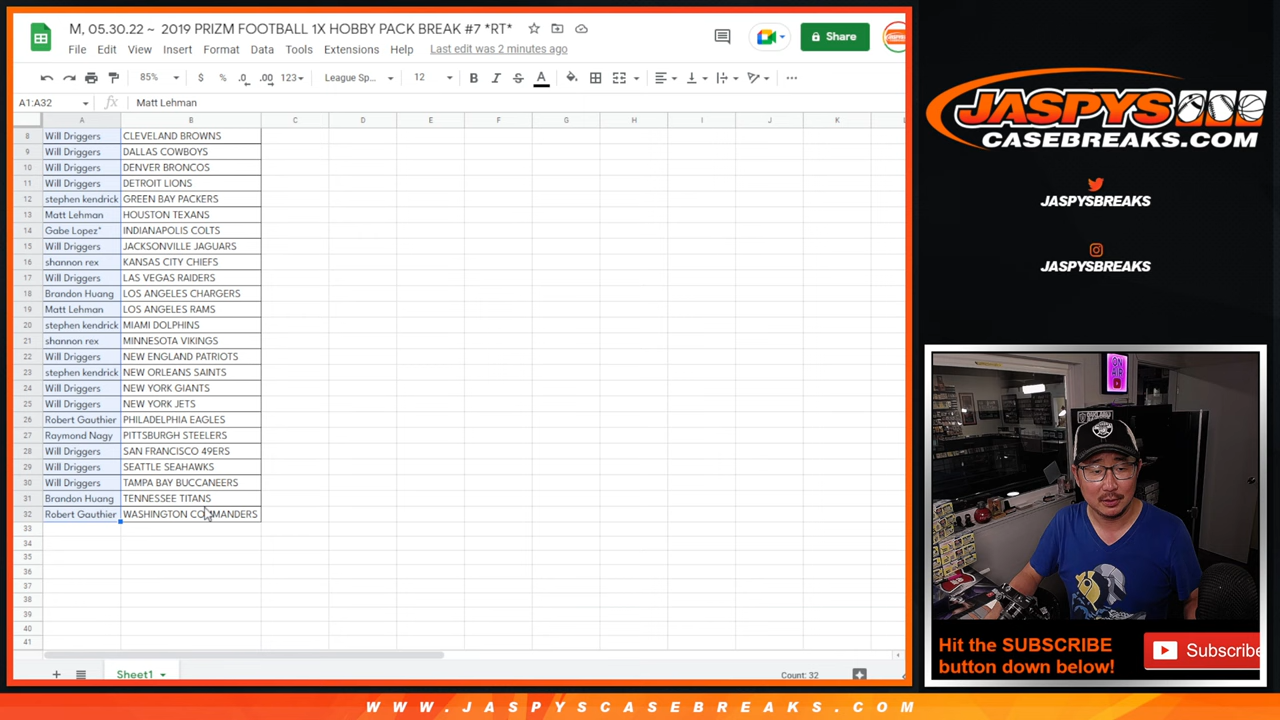 M, 05.30.22 ~ 2019 PRIZM FOOTBALL 1X HOBBY PACK BREAK #7 *RT*
File Edit View Insert Format Data Tools Extensions Help Last edit was 2 minutes ago
Share
85% $ % .0 .00 123 League Sp... 12 B I S A
A1:A32 fx Matt Lehman
A B C D E F G H I J K
8 Will Driggers CLEVELAND BROWNS
9 Will Driggers DALLAS COWBOYS
10 Will Driggers DENVER BRONCOS
11 Will Driggers DETROIT LIONS
12 stephen kendrick GREEN BAY PACKERS
13 Matt Lehman HOUSTON TEXANS
14 Gabe Lopez* INDIANAPOLIS COLTS
15 Will Driggers JACKSONVILLE JAGUARS
16 shannon rex KANSAS CITY CHIEFS
17 Will Driggers LAS VEGAS RAIDERS
18 Brandon Huang LOS ANGELES CHARGERS
19 Matt Lehman LOS ANGELES RAMS
20 stephen kendrick MIAMI DOLPHINS
21 shannon rex MINNESOTA VIKINGS
22 Will Driggers NEW ENGLAND PATRIOTS
23 stephen kendrick NEW ORLEANS SAINTS
24 Will Driggers NEW YORK GIANTS
25 Will Driggers NEW YORK JETS
26 Robert Gauthier PHILADELPHIA EAGLES
27 Raymond Nagy PITTSBURGH STEELERS
28 Will Driggers SAN FRANCISCO 49ERS
29 Will Driggers SEATTLE SEAHAWKS
30 Will Driggers TAMPA BAY BUCCANEERS
31 Brandon Huang TENNESSEE TITANS
32 Robert Gauthier WASHINGTON COMMANDERS
33
34
35
36
37
38
39
40
41
Sheet1
Count: 32
JASPYS
CASEBREAKS.COM
JASPYSBREAKS
JASPYSBREAKS
ON
AIR
Hit the SUBSCRIBE
button down below!
Subscribe
WWW.JASPYSCASEBREAKS.COM